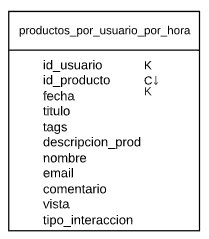 productos_por_usuario_por_hora
id_usuario K
id_producto C↓
fecha K
titulo
tags
descripcion_prod
nombre
email
comentario
vista
tipo_interaccion